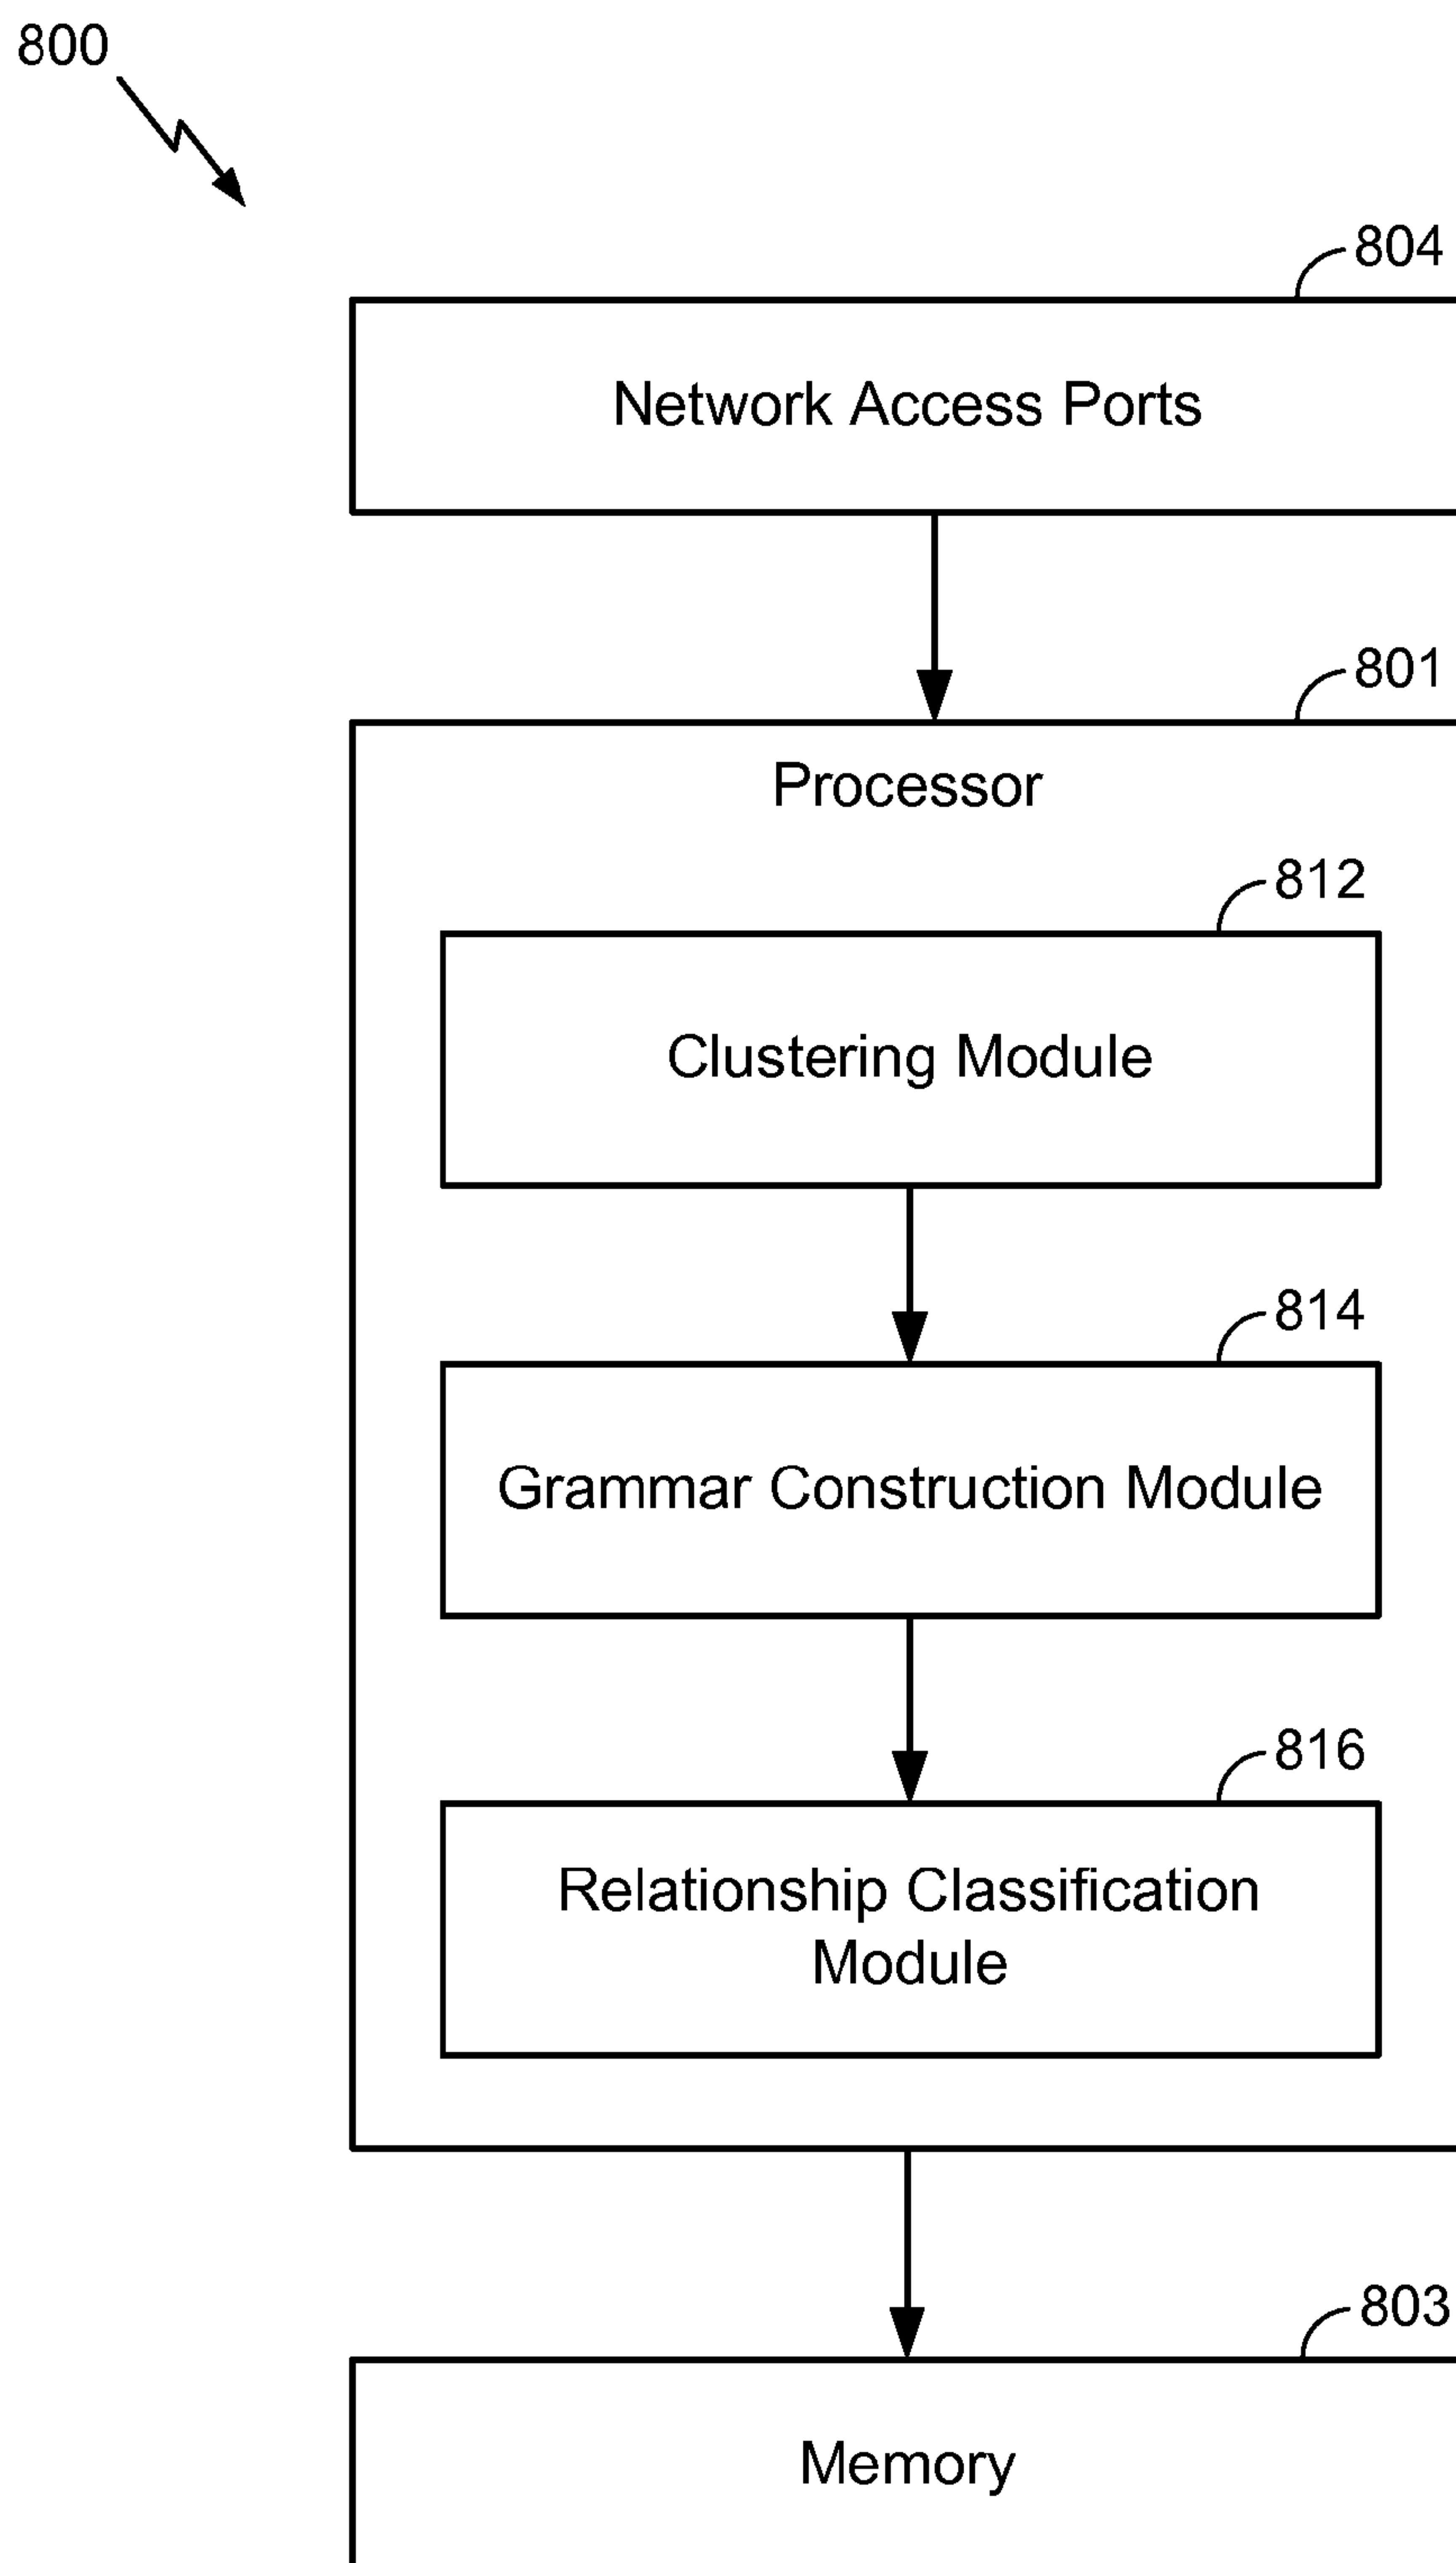 800
804
Network Access Ports
801
Processor
812
Clustering Module
814
Grammar Construction Module
816
Relationship Classification
Module
803
Memory